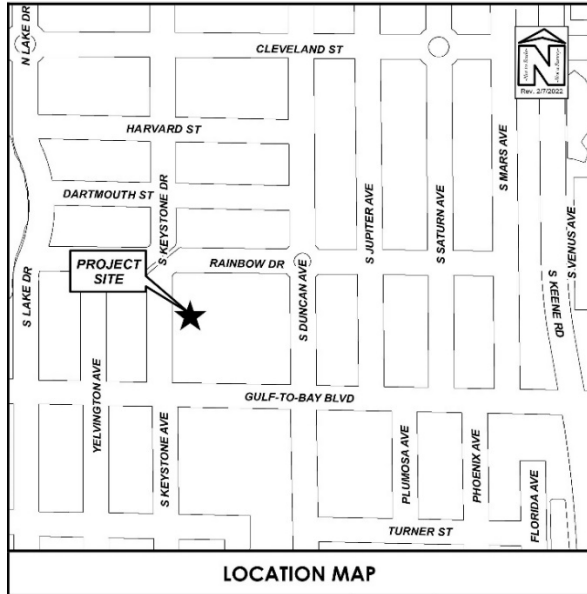 N LAKE DR
CLEVELAND ST
N
Rev. 2/7/2022
HARVARD ST
S MARS AVE
DARTMOUTH ST
S KEYSTONE DR
S JUPITER AVE
S SATURN AVE
S VENUS AVE
PROJECT
SITE
RAINBOW DR
S LAKE DR
S DUNCAN AVE
S KEENE RD
YELVINGTON AVE
GULF-TO-BAY BLVD
S KEYSTONE AVE
PLUMOSA AVE
PHOENIX AVE
FLORIDA AVE
TURNER ST
LOCATION MAP